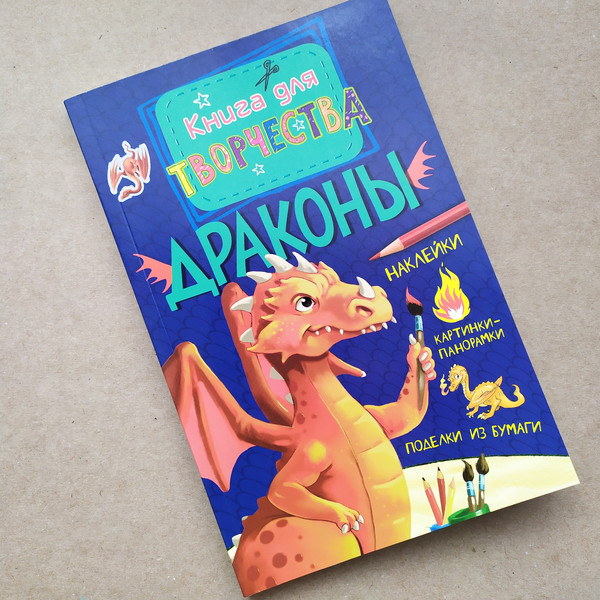 Книга для
ТВОРЧЕСТВА
ДРАКОНЫ
НАКЛЕЙКИ
КАРТИНКИ-
ПАНОРАМКИ
ПОДЕЛКИ ИЗ БУМАГИ